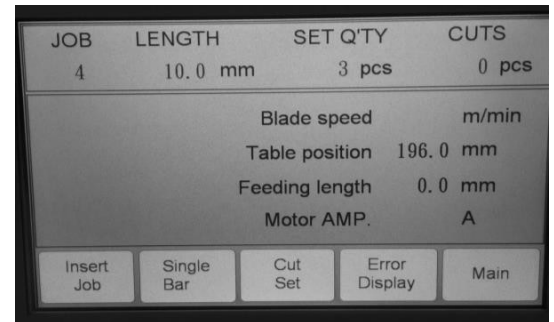 JOB LENGTH SET Q'TY CUTS
4 10.0 mm 3 pcs 0 pcs
Blade speed m/min
Table position 196.0 mm
Feeding length 0.0 mm
Motor AMP. A
Insert Job
Single Bar
Cut Set
Error Display
Main